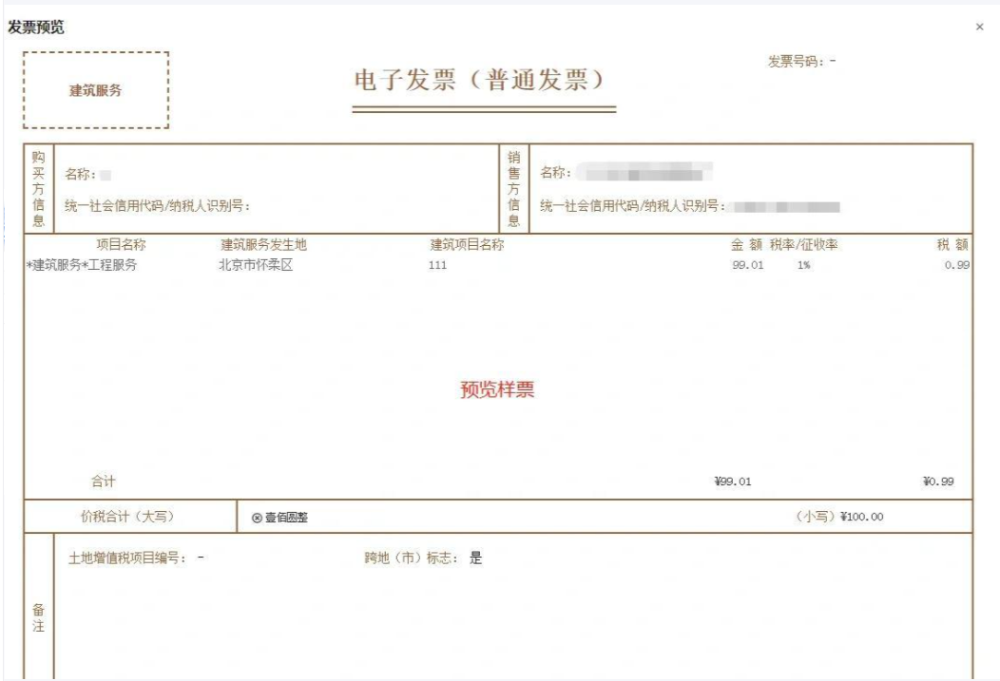 发票预览
×
建筑服务
电子发票（普通发票）
发票号码：-
购买方信息
名称：
统一社会信用代码/纳税人识别号：
销售方信息
名称：
统一社会信用代码/纳税人识别号：
项目名称 建筑服务发生地 建筑项目名称 金 额 税率/征收率 税 额
*建筑服务*工程服务 北京市怀柔区 111 99.01 1% 0.99
预览样票
合计 ¥99.01 ¥0.99
价税合计（大写） ⊗壹佰圆整 （小写）¥100.00
备注
土地增值税项目编号： - 跨地（市）标志： 是